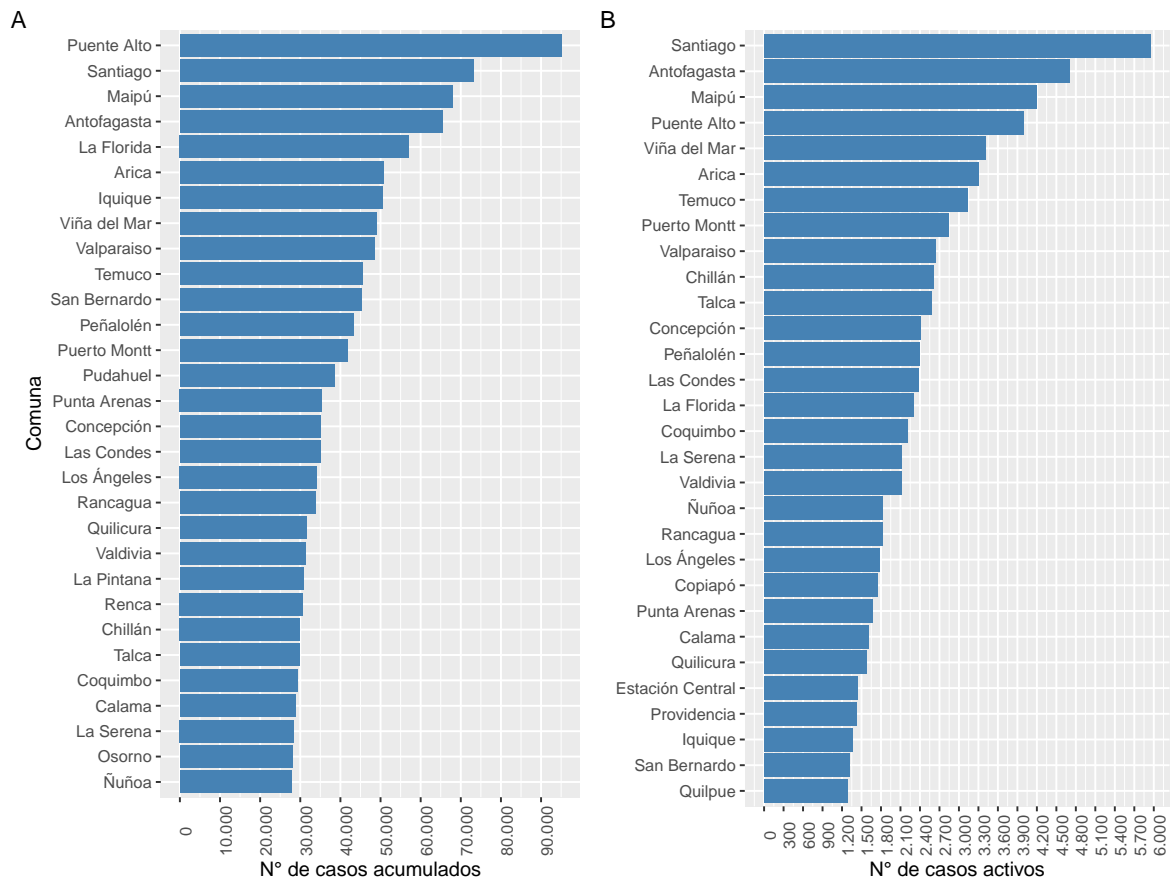 A
Comuna
Puente Alto
Santiago
Maipú
Antofagasta
La Florida
Arica
Iquique
Viña del Mar
Valparaiso
Temuco
San Bernardo
Peñalolén
Puerto Montt
Pudahuel
Punta Arenas
Concepción
Las Condes
Los Ángeles
Rancagua
Quilicura
Valdivia
La Pintana
Renca
Chillán
Talca
Coquimbo
Calama
La Serena
Osorno
Ñuñoa
0
10.000
20.000
30.000
40.000
50.000
60.000
70.000
80.000
90.000
N° de casos acumulados
B
Santiago
Antofagasta
Maipú
Puente Alto
Viña del Mar
Arica
Temuco
Puerto Montt
Valparaiso
Chillán
Talca
Concepción
Peñalolén
Las Condes
La Florida
Coquimbo
La Serena
Valdivia
Ñuñoa
Rancagua
Los Ángeles
Copiapó
Punta Arenas
Calama
Quilicura
Estación Central
Providencia
Iquique
San Bernardo
Quilpue
0
300
600
900
1.200
1.500
1.800
2.100
2.400
2.700
3.000
3.300
3.600
3.900
4.200
4.500
4.800
5.100
5.400
5.700
6.000
N° de casos activos